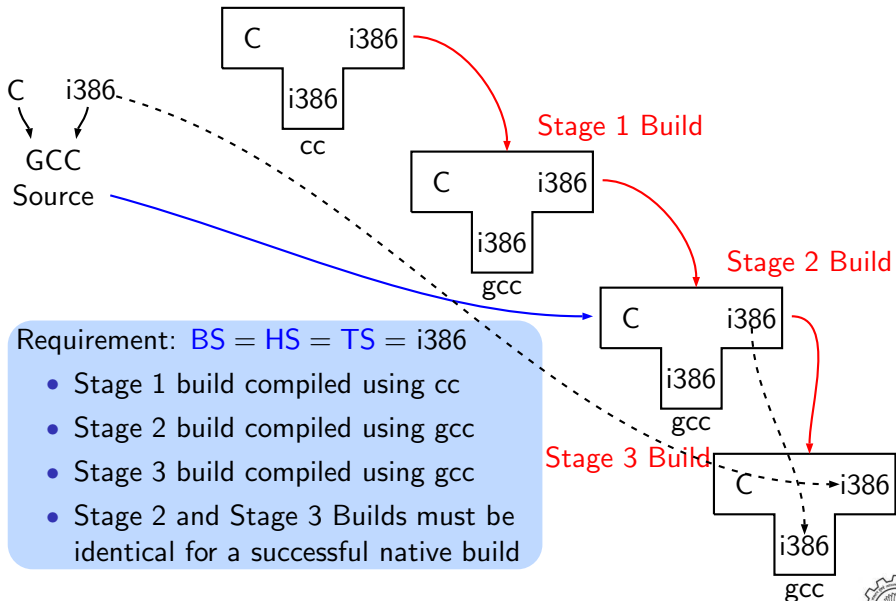 C i386
i386
cc
C i386
GCC
Source
Stage 1 Build
C i386
i386
gcc
Stage 2 Build
C i386
i386
gcc
Requirement: BS = HS = TS = i386
• Stage 1 build compiled using cc
• Stage 2 build compiled using gcc
• Stage 3 build compiled using gcc
• Stage 2 and Stage 3 Builds must be
identical for a successful native build
Stage 3 Build
C i386
i386
gcc